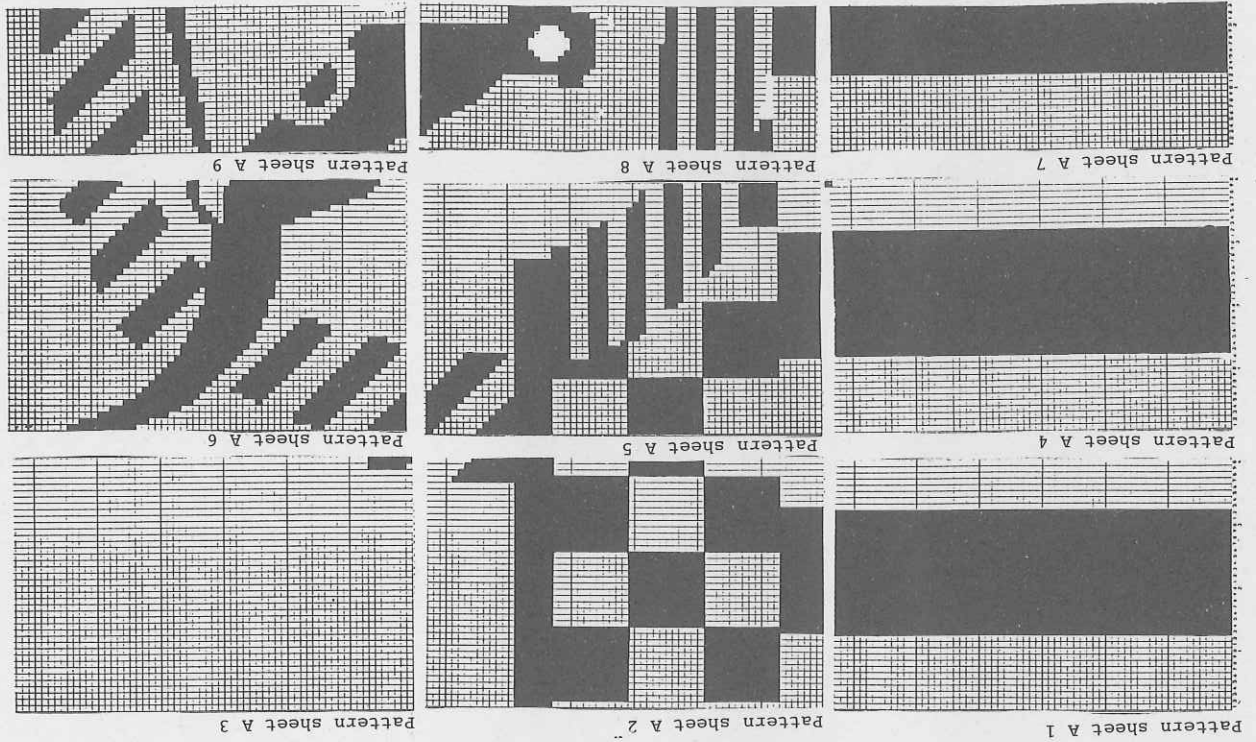 Pattern sheet A 1
Pattern sheet A 2
Pattern sheet A 3
Pattern sheet A 4
Pattern sheet A 5
Pattern sheet A 6
Pattern sheet A 7
Pattern sheet A 8
Pattern sheet A 9